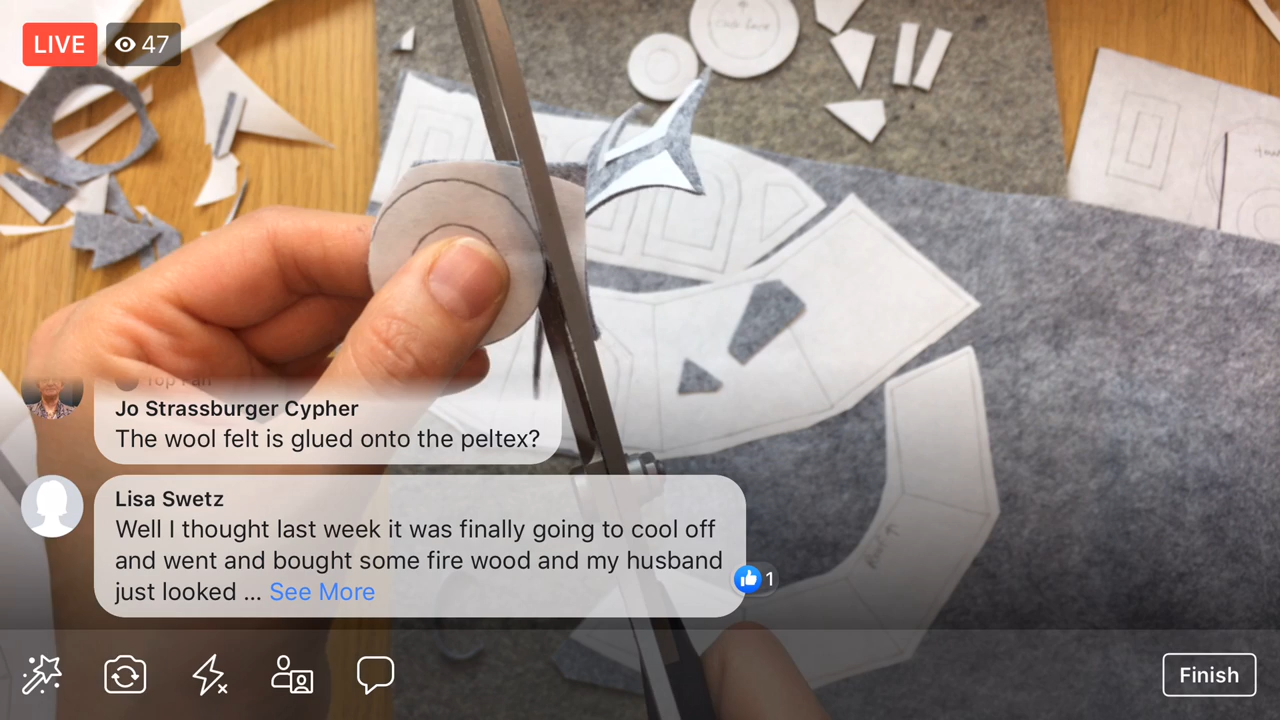 LIVE 47
Top Fan
Jo Strassburger Cypher
The wool felt is glued onto the peltex?
Lisa Swetz
Well I thought last week it was finally going to cool off
and went and bought some fire wood and my husband
just looked ... See More
1
Finish